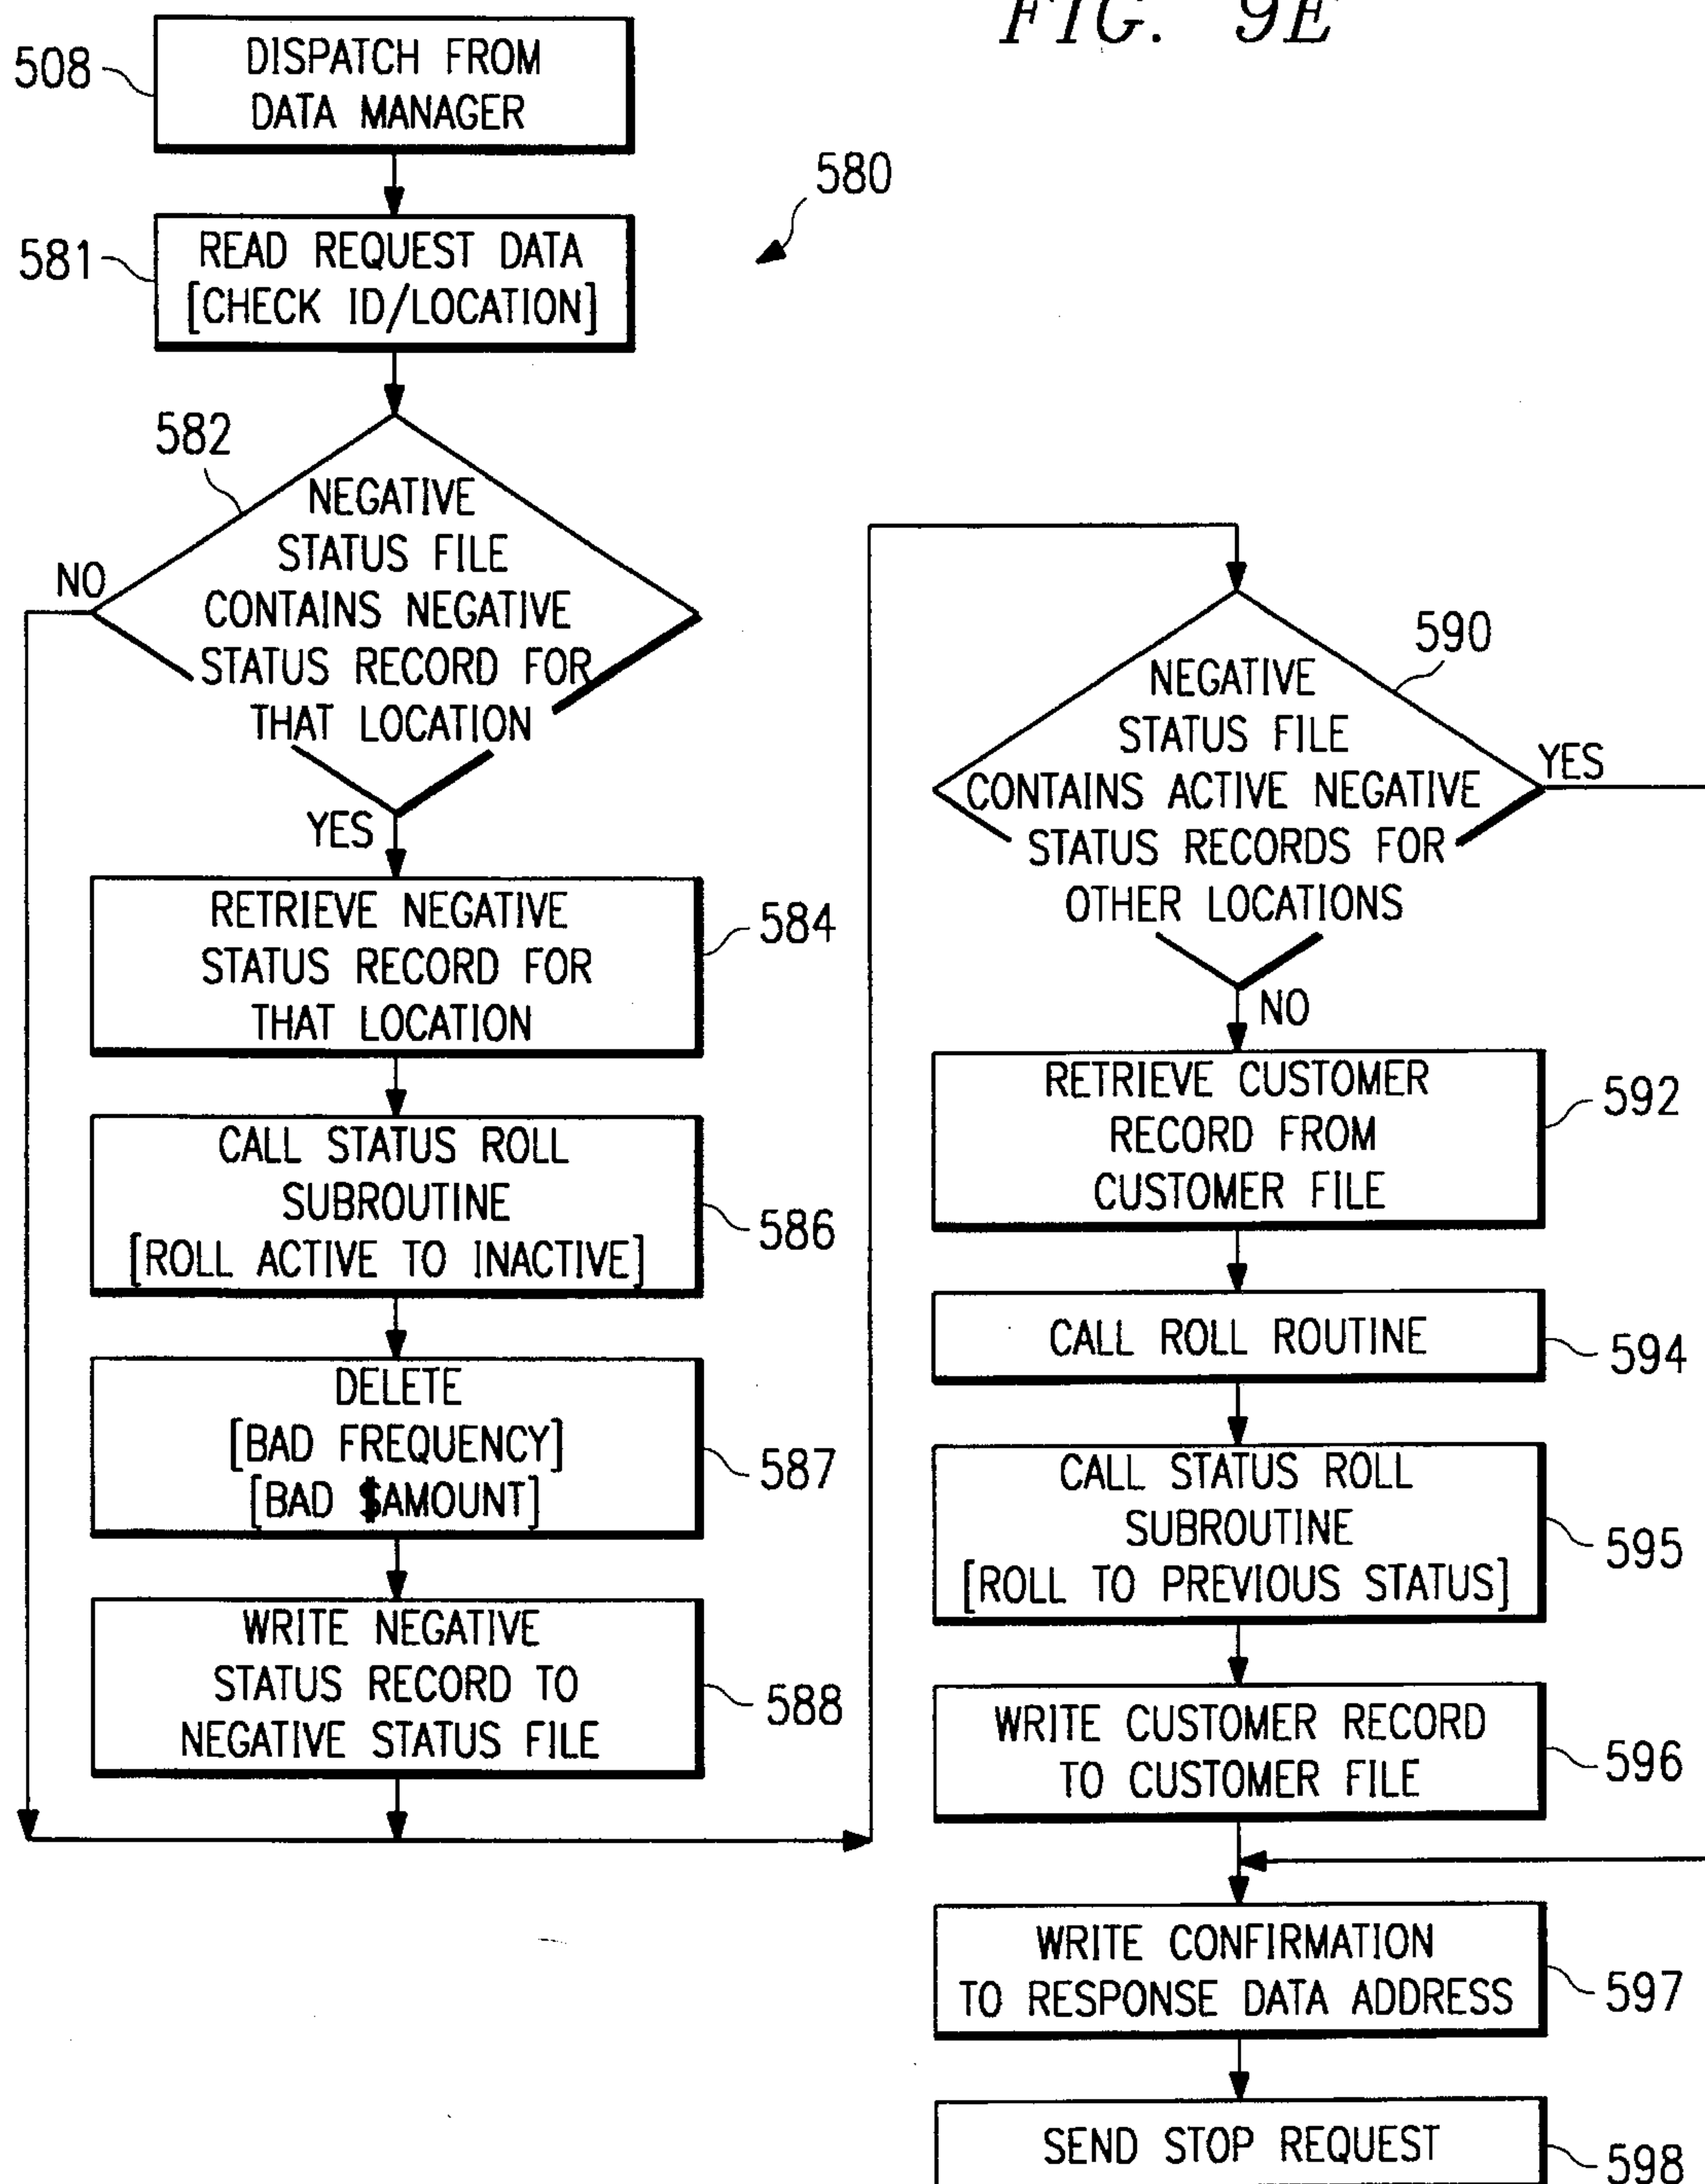 FIG. 9E
508
DISPATCH FROM
DATA MANAGER
580
581
READ REQUEST DATA
[CHECK ID/LOCATION]
582
NEGATIVE
STATUS FILE
CONTAINS NEGATIVE
STATUS RECORD FOR
THAT LOCATION
NO
YES
RETRIEVE NEGATIVE
STATUS RECORD FOR
THAT LOCATION
584
CALL STATUS ROLL
SUBROUTINE
[ROLL ACTIVE TO INACTIVE]
586
DELETE
[BAD FREQUENCY]
[BAD $AMOUNT]
587
WRITE NEGATIVE
STATUS RECORD TO
NEGATIVE STATUS FILE
588
590
NEGATIVE
STATUS FILE
CONTAINS ACTIVE NEGATIVE
STATUS RECORDS FOR
OTHER LOCATIONS
YES
NO
RETRIEVE CUSTOMER
RECORD FROM
CUSTOMER FILE
592
CALL ROLL ROUTINE
594
CALL STATUS ROLL
SUBROUTINE
[ROLL TO PREVIOUS STATUS]
595
WRITE CUSTOMER RECORD
TO CUSTOMER FILE
596
WRITE CONFIRMATION
TO RESPONSE DATA ADDRESS
597
SEND STOP REQUEST
598